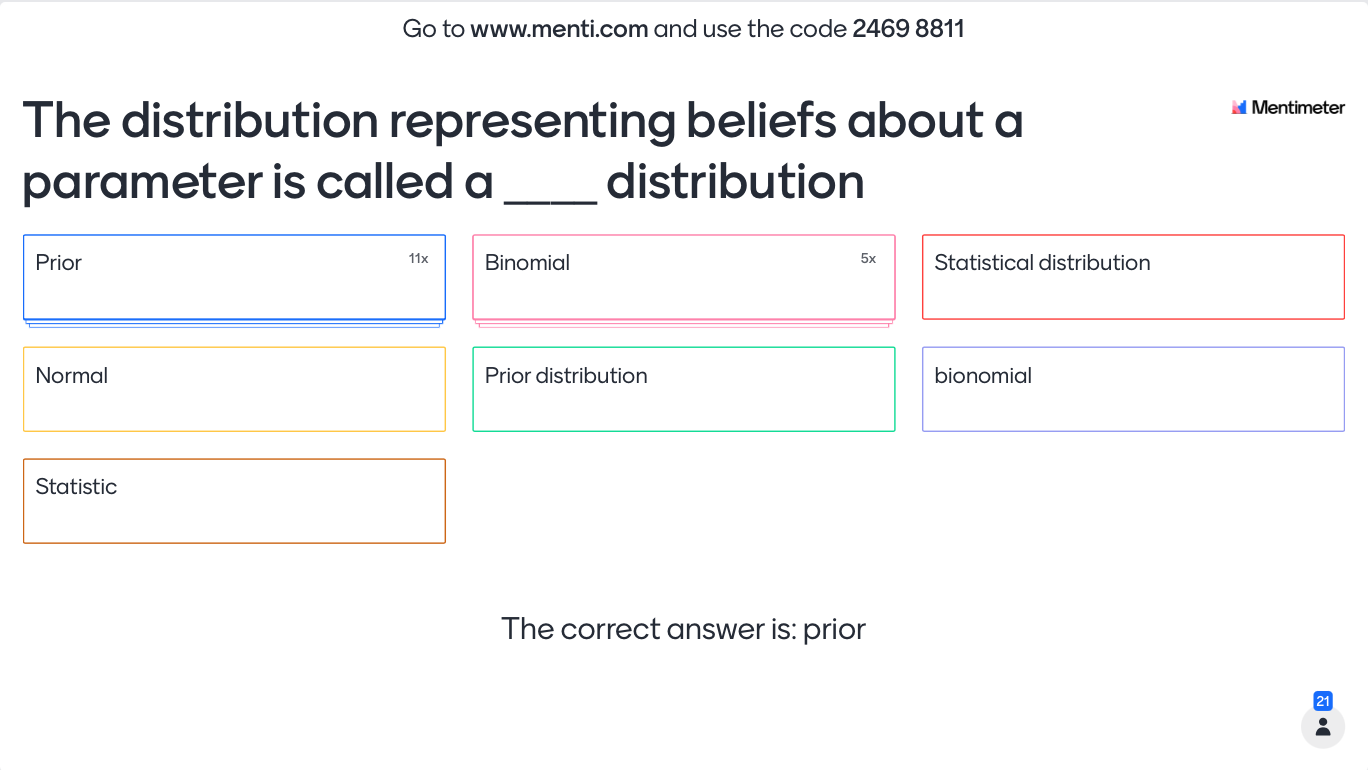 Go to www.menti.com and use the code 2469 8811
Mentimeter
The distribution representing beliefs about a
parameter is called a ____ distribution
Prior 11x
Binomial 5x
Statistical distribution
Normal
Prior distribution
bionomial
Statistic
The correct answer is: prior
21